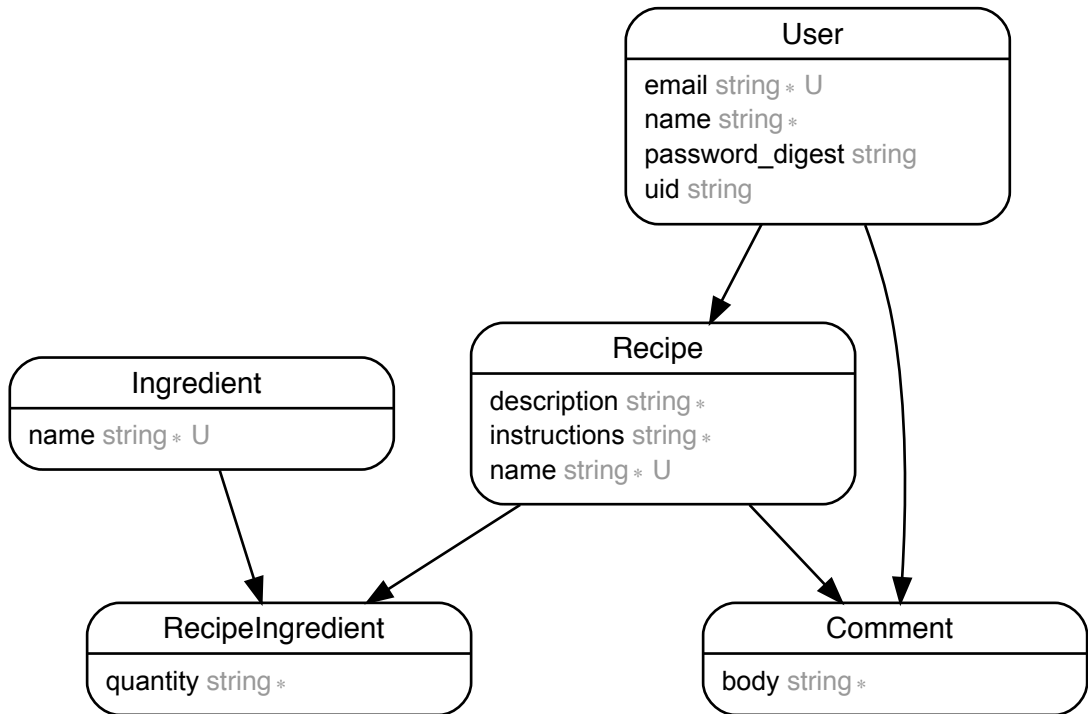 User
email string * U
name string *
password_digest string
uid string
Recipe
description string *
instructions string *
name string * U
Ingredient
name string * U
RecipeIngredient
quantity string *
Comment
body string *